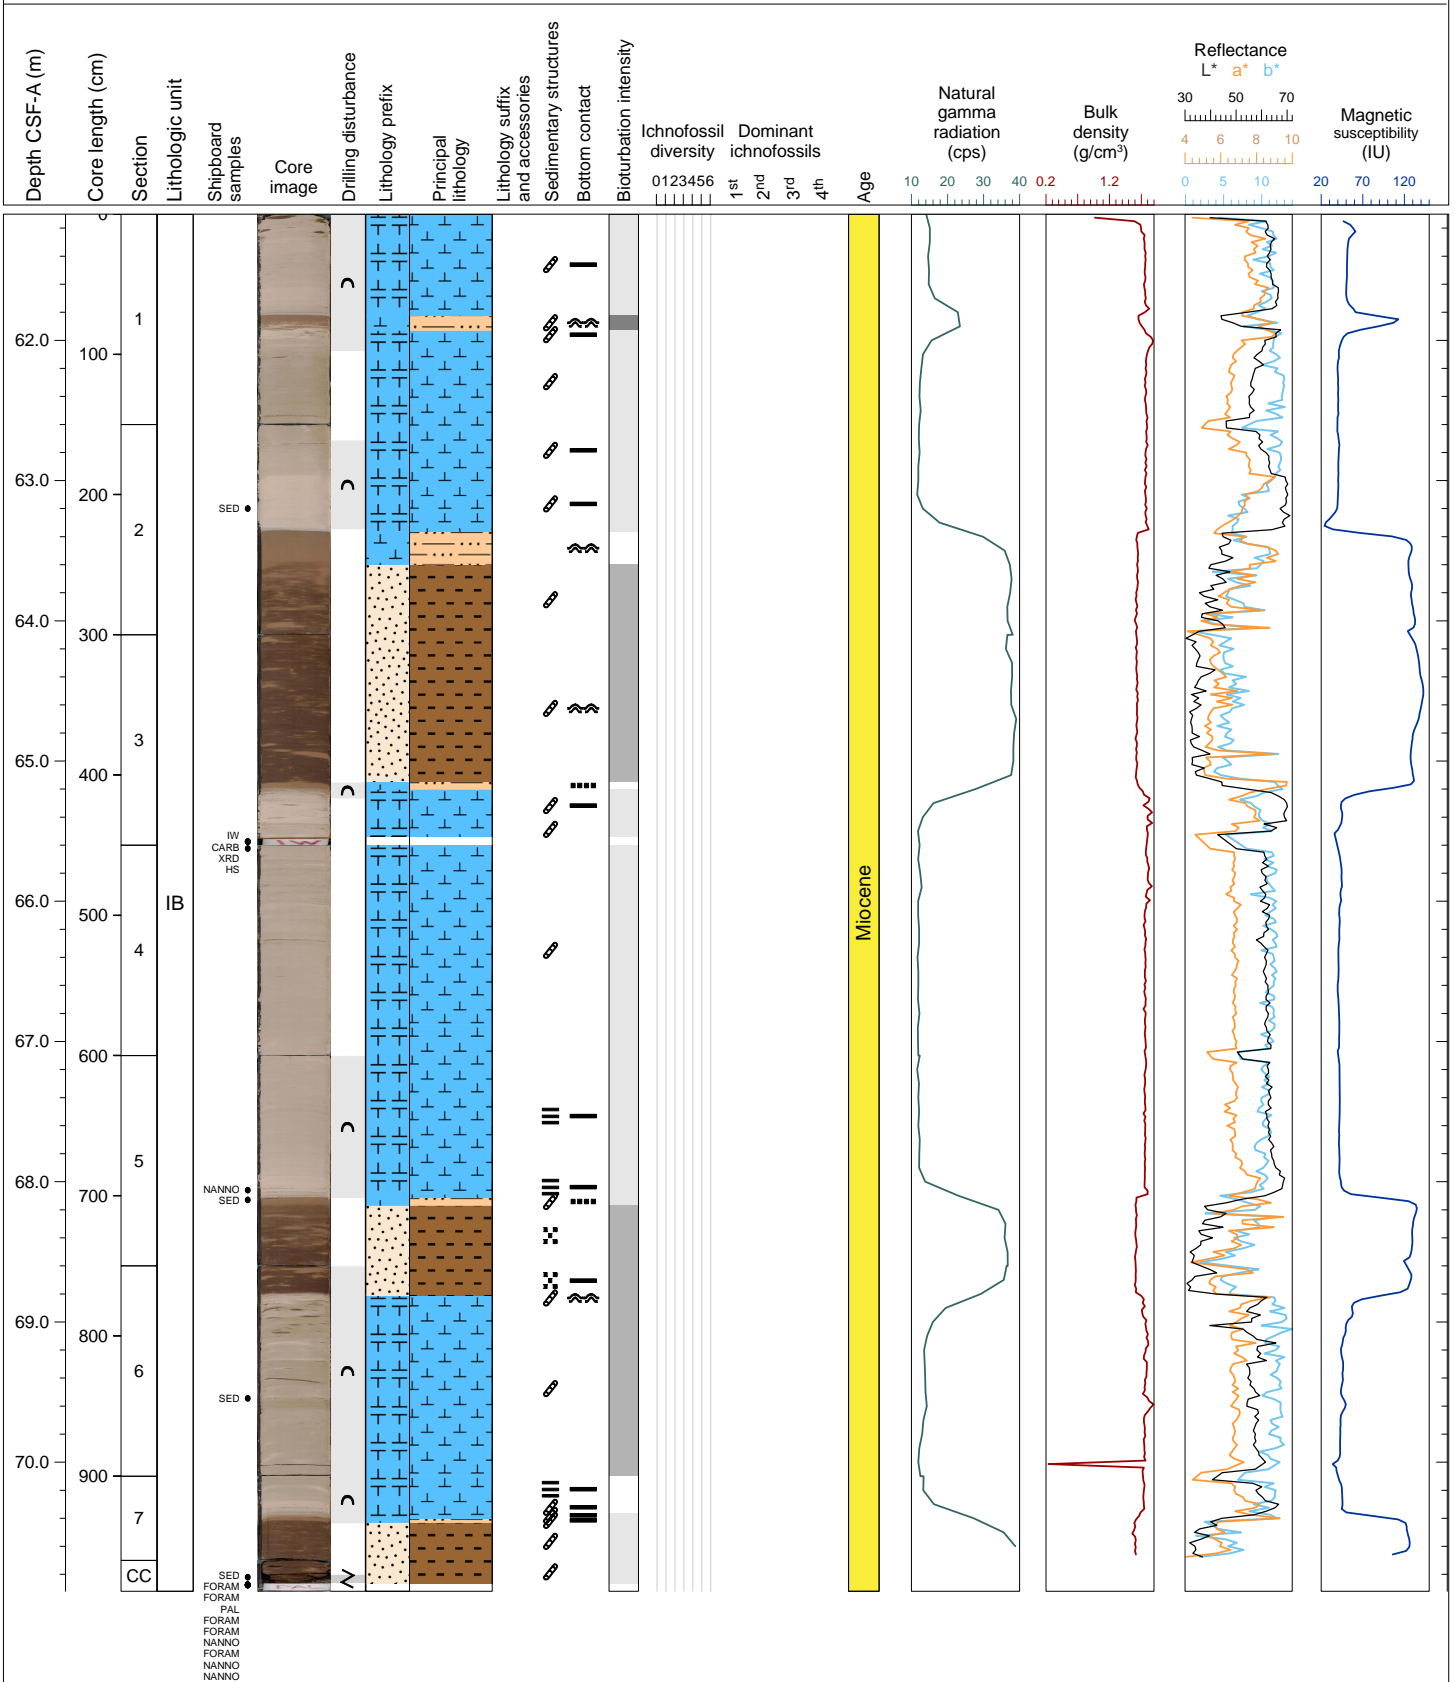 Depth CSF-A (m)
Core length (cm)
Section
Lithologic unit
Shipboard
samples
Core
image
Drilling disturbance
Lithology prefix
Principal
lithology
Lithology suffix
and accessories
Sedimentary structures
Bottom contact
Bioturbation intensity
Ichnofossil
diversity
0123456
Dominant
ichnofossils
1st 2nd 3rd 4th
Age
Natural
gamma
radiation
(cps)
10 20 30 40
Bulk
density
(g/cm³)
0.2 1.2
Reflectance
L* a* b*
30 50 70
4 6 8 10
0 5 10
Magnetic
susceptibility
(IU)
20 70 120
0
1
62.0
100
63.0
200
SED
2
64.0
300
3
65.0
400
IW
IW
CARB
XRD
HS
IB
66.0
500
4
Miocene
67.0
600
5
68.0
700
NANNO
SED
69.0
800
6
SED
70.0
900
7
CC
SED
FORAM
PAL
FORAM
PAL
FORAM
FORAM
NANNO
FORAM
NANNO
NANNO